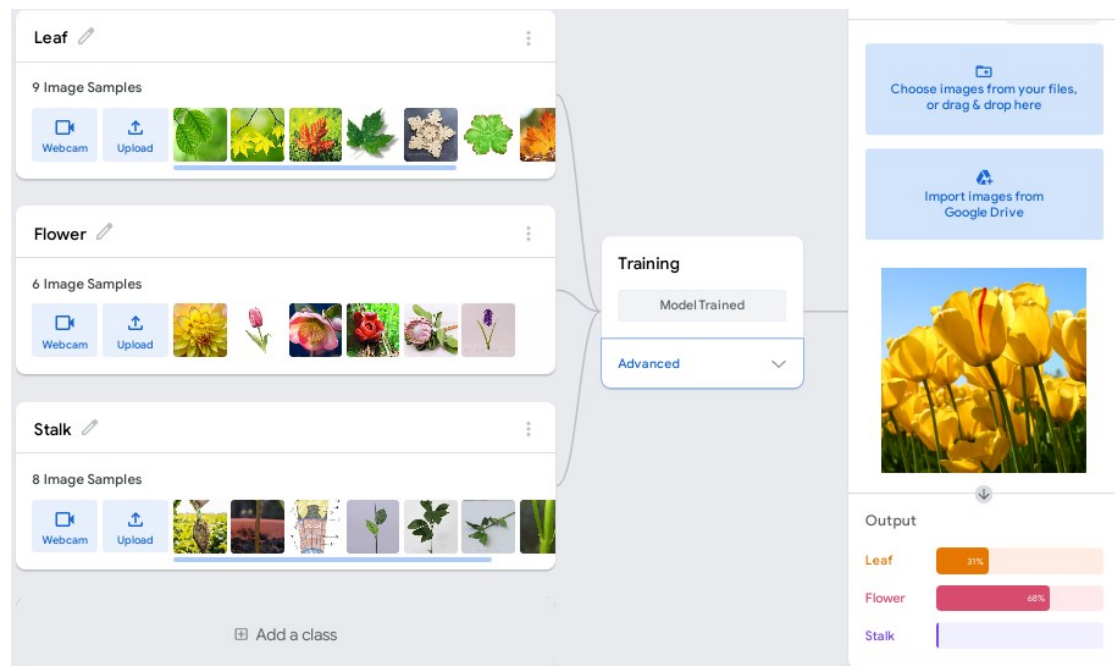 Leaf
9 Image Samples
Webcam
Upload
Flower
6 Image Samples
Webcam
Upload
Stalk
8 Image Samples
Webcam
Upload
Add a class
Training
Model Trained
Advanced
Choose images from your files,
or drag & drop here
Import images from
Google Drive
Output
Leaf 31%
Flower 68%
Stalk